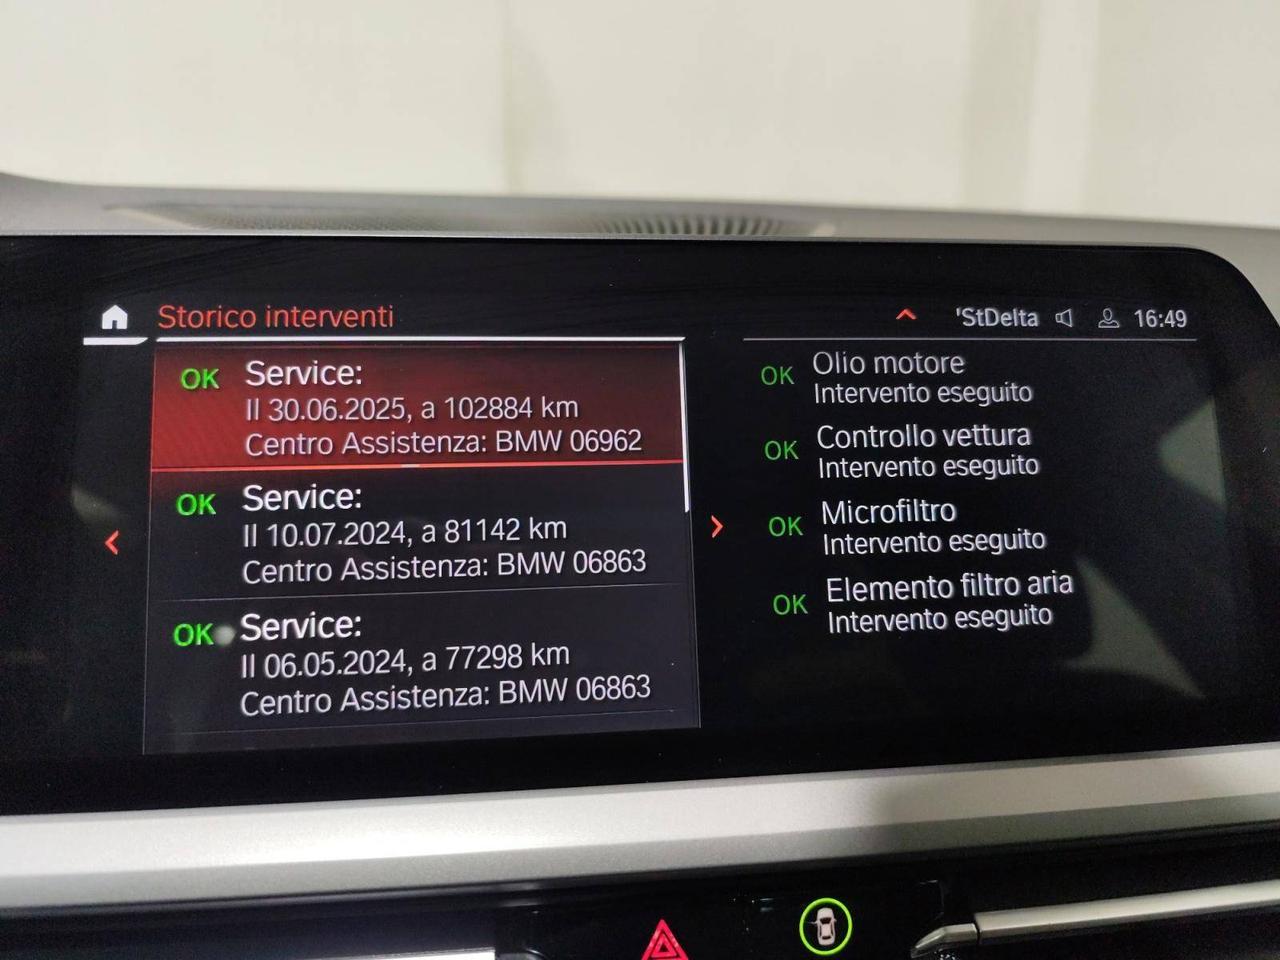 Storico interventi
'StDelta 16:49
OK Service:
Il 30.06.2025, a 102884 km
Centro Assistenza: BMW 06962
OK Service:
Il 10.07.2024, a 81142 km
Centro Assistenza: BMW 06863
OK Service:
Il 06.05.2024, a 77298 km
Centro Assistenza: BMW 06863
OK Olio motore
Intervento eseguito
OK Controllo vettura
Intervento eseguito
OK Microfiltro
Intervento eseguito
OK Elemento filtro aria
Intervento eseguito